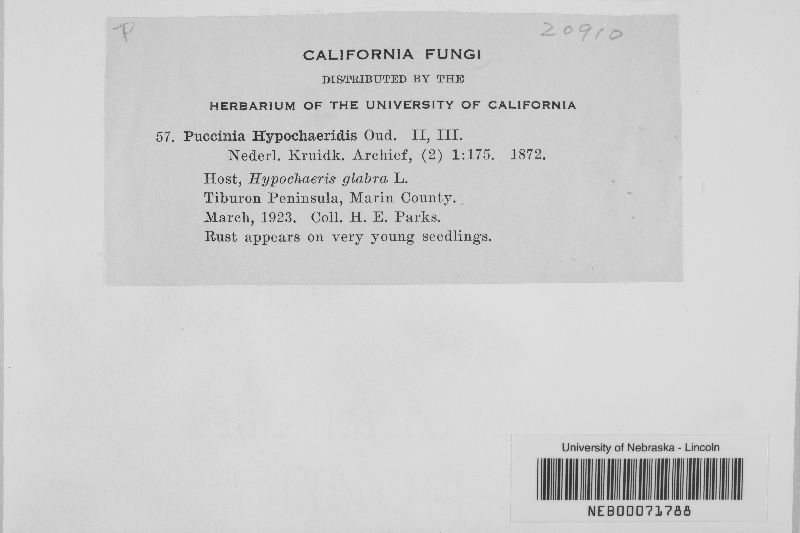 P
20910
CALIFORNIA FUNGI
DISTRIBUTED BY THE
HERBARIUM OF THE UNIVERSITY OF CALIFORNIA
57. Puccinia Hypochaeridis Oud. II, III.
Nederl. Kruidk. Archief, (2) 1:175. 1872.
Host, Hypochaeris glabra L.
Tiburon Peninsula, Marin County.
March, 1923. Coll. H. E. Parks.
Rust appears on very young seedlings.
University of Nebraska - Lincoln
NEB00071788